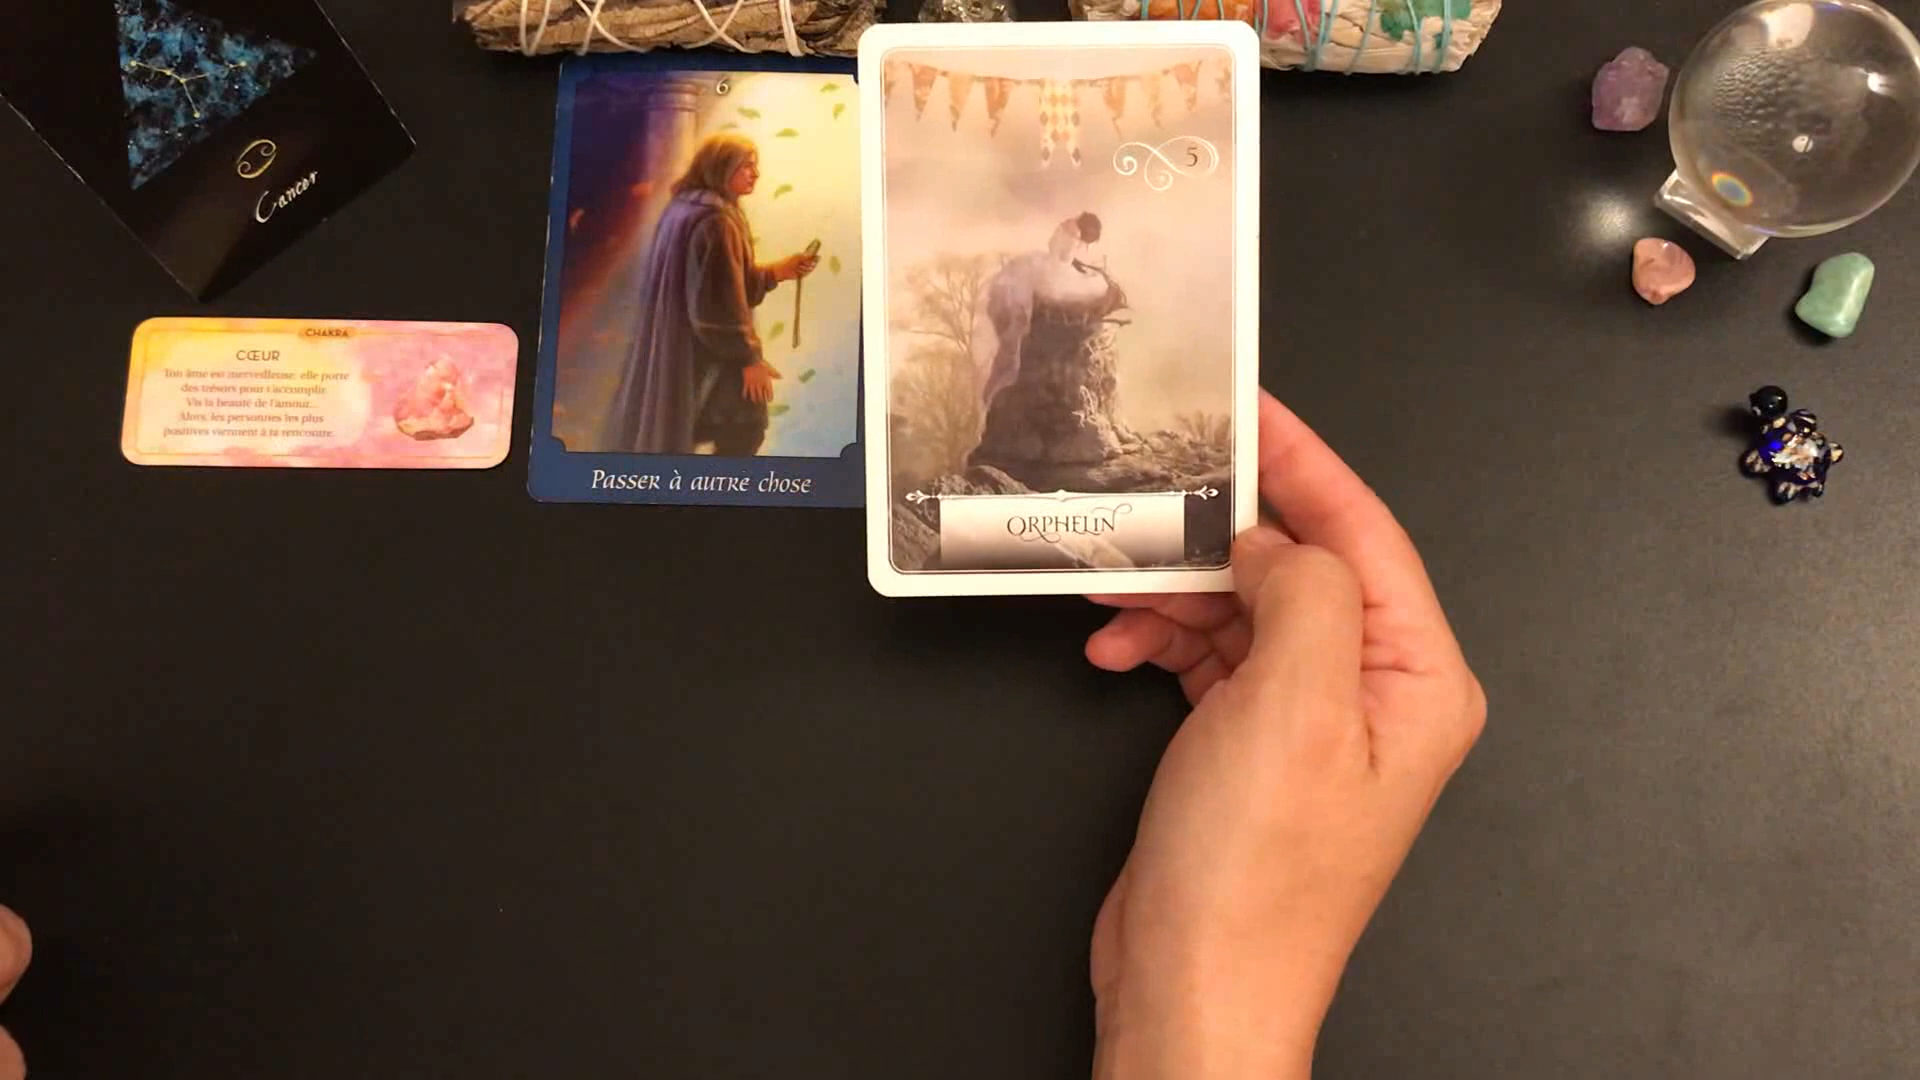 Cancer
CHAKRA
CŒUR
Ton âme est merveilleuse, elle porte
des trésors pour t'accomplir.
Vis la beauté de l'amour...
Alors, les personnes les plus
positives viennent à ta rencontre.
6
Passer à autre chose
5
ORPHELIN